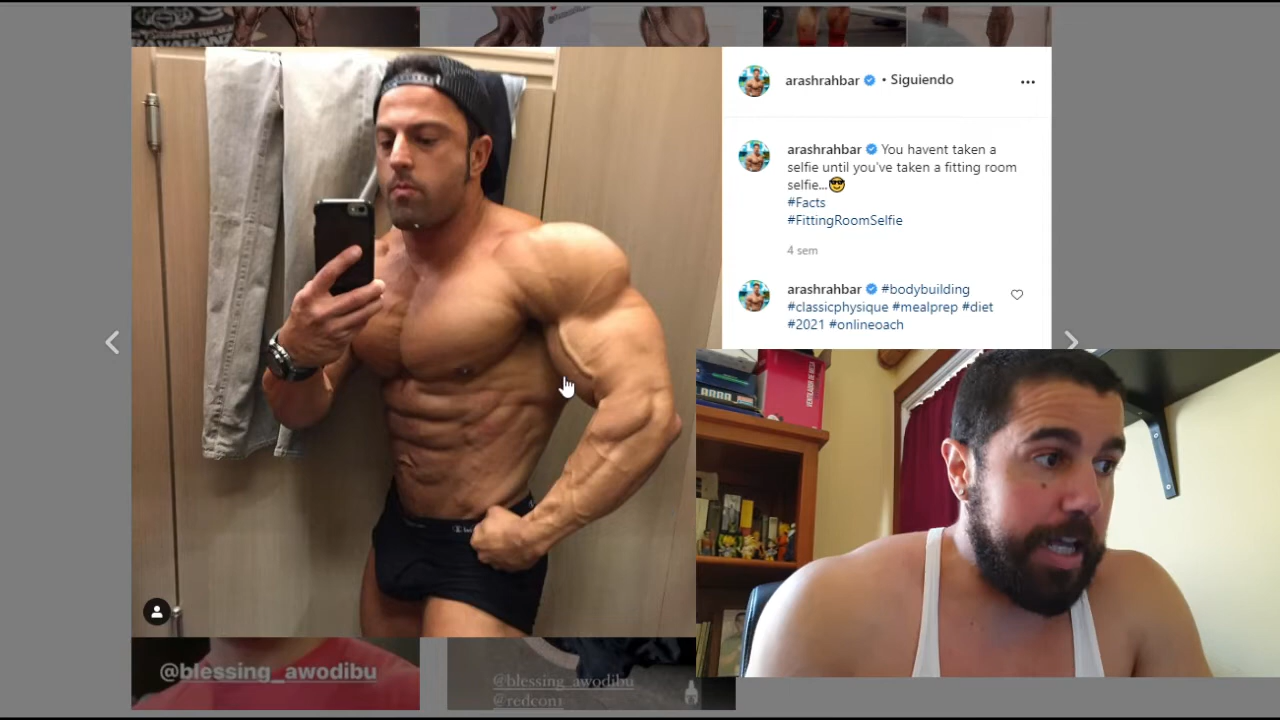 arashrahbar • Siguiendo
arashrahbar You havent taken a
selfie until you've taken a fitting room
selfie...😎
#Facts
#FittingRoomSelfie
4 sem
arashrahbar #bodybuilding
#classicphysique #mealprep #diet
#2021 #onlineoach
@blessing_awodibu
@blessing_awodibu
@redcon1